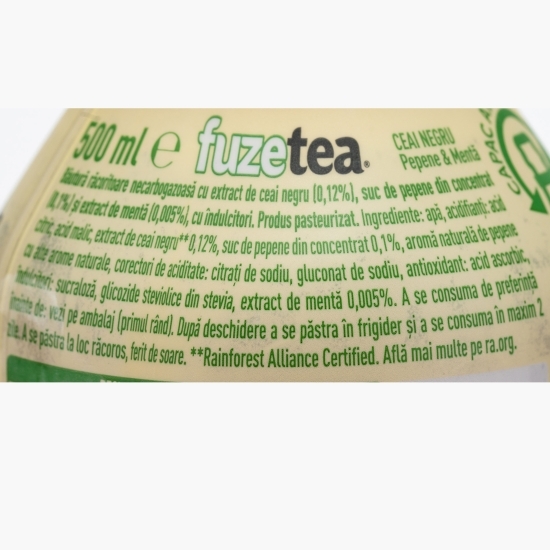 500 ml e fuzetea
CEAI NEGRU
Pepene & Mentă
CAPACA
Băutură răcoritoare necarbogazoasă cu extract de ceai negru (0,12%), suc de pepene din concentrat
(0,1%) și extract de mentă (0,005%), cu îndulcitori. Produs pasteurizat. Ingrediente: apă, acidifianți: acid
citric, acid malic, extract de ceai negru** 0,12%, suc de pepene din concentrat 0,1%, aromă naturală de pepene
cu alte arome naturale, corectori de aciditate: citrați de sodiu, gluconat de sodiu, antioxidant: acid ascorbic,
îndulcitori: sucraloză, glicozide steviolice din stevia, extract de mentă 0,005%. A se consuma de preferință
înainte de: vezi pe ambalaj (primul rând). După deschidere a se păstra în frigider și a se consuma în maxim 2
zile. A se păstra la loc răcoros, ferit de soare. **Rainforest Alliance Certified. Află mai multe pe ra.org.